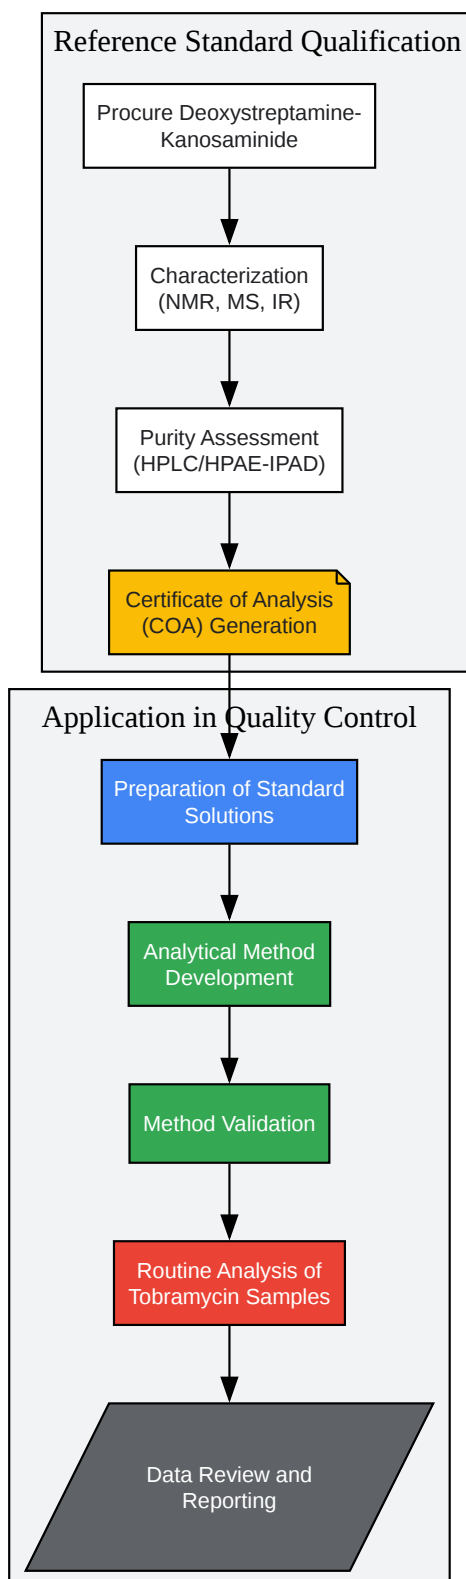 Reference Standard Qualification
Procure Deoxystreptamine-
Kanosaminide
Characterization
(NMR, MS, IR)
Purity Assessment
(HPLC/HPAE-IPAD)
Certificate of Analysis
(COA) Generation
Application in Quality Control
Preparation of Standard
Solutions
Analytical Method
Development
Method Validation
Routine Analysis of
Tobramycin Samples
Data Review and
Reporting